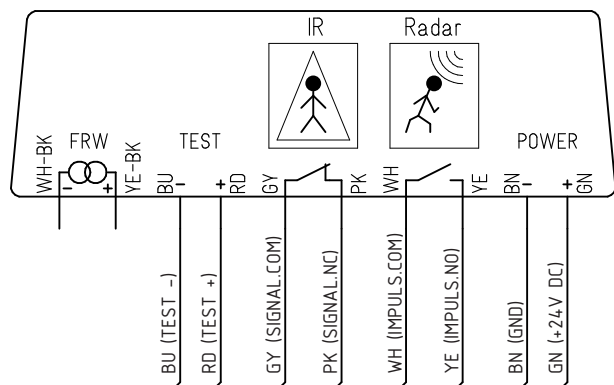 IR
Radar
FRW
TEST
POWER
WH-BK
-
+
YE-BK
BU
-
+
RD
GY
PK
WH
YE
BN
-
+
GN
BU (TEST -)
RD (TEST +)
GY (SIGNAL.COM)
PK (SIGNAL.NC)
WH (IMPULS.COM)
YE (IMPULS.NO)
BN (GND)
GN (+24V DC)